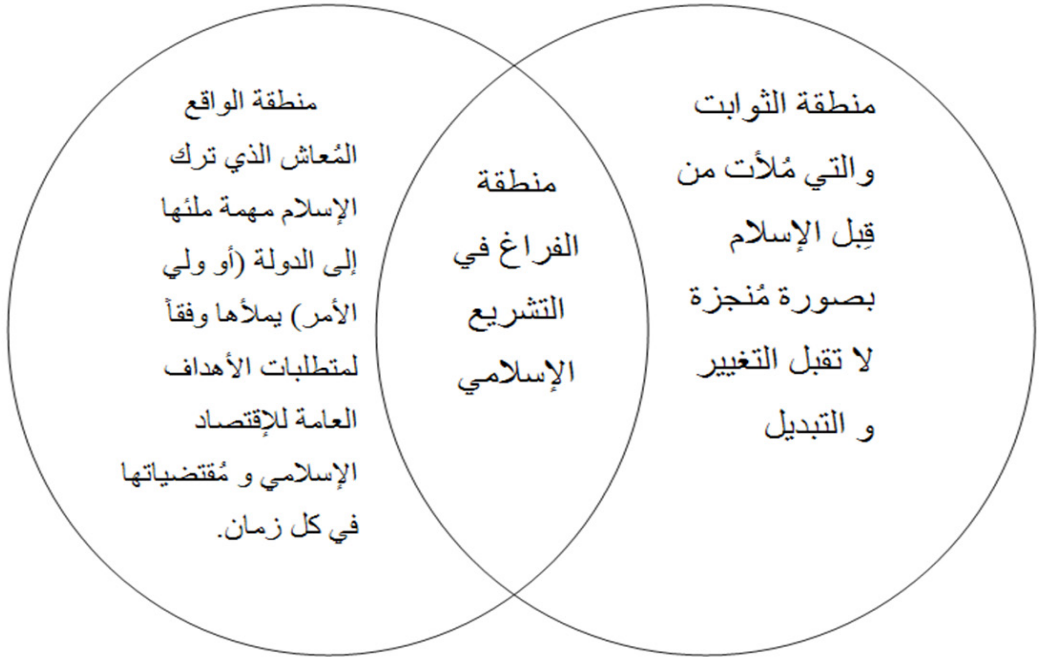 منطقة الثوابت
والتي مُلأت من
قِبل الإسلام
بصورة مُنجزة
لا تقبل التغيير
و التبديل
منطقة
الفراغ في
التشريع
الإسلامي
منطقة الواقع
المُعاش الذي ترك
الإسلام مهمة ملئها
إلى الدولة (أو ولي
الأمر) يملأها وفقاً
لمتطلبات الأهداف
العامة للإقتصاد
الإسلامي و مُقتضياتها
في كل زمان.